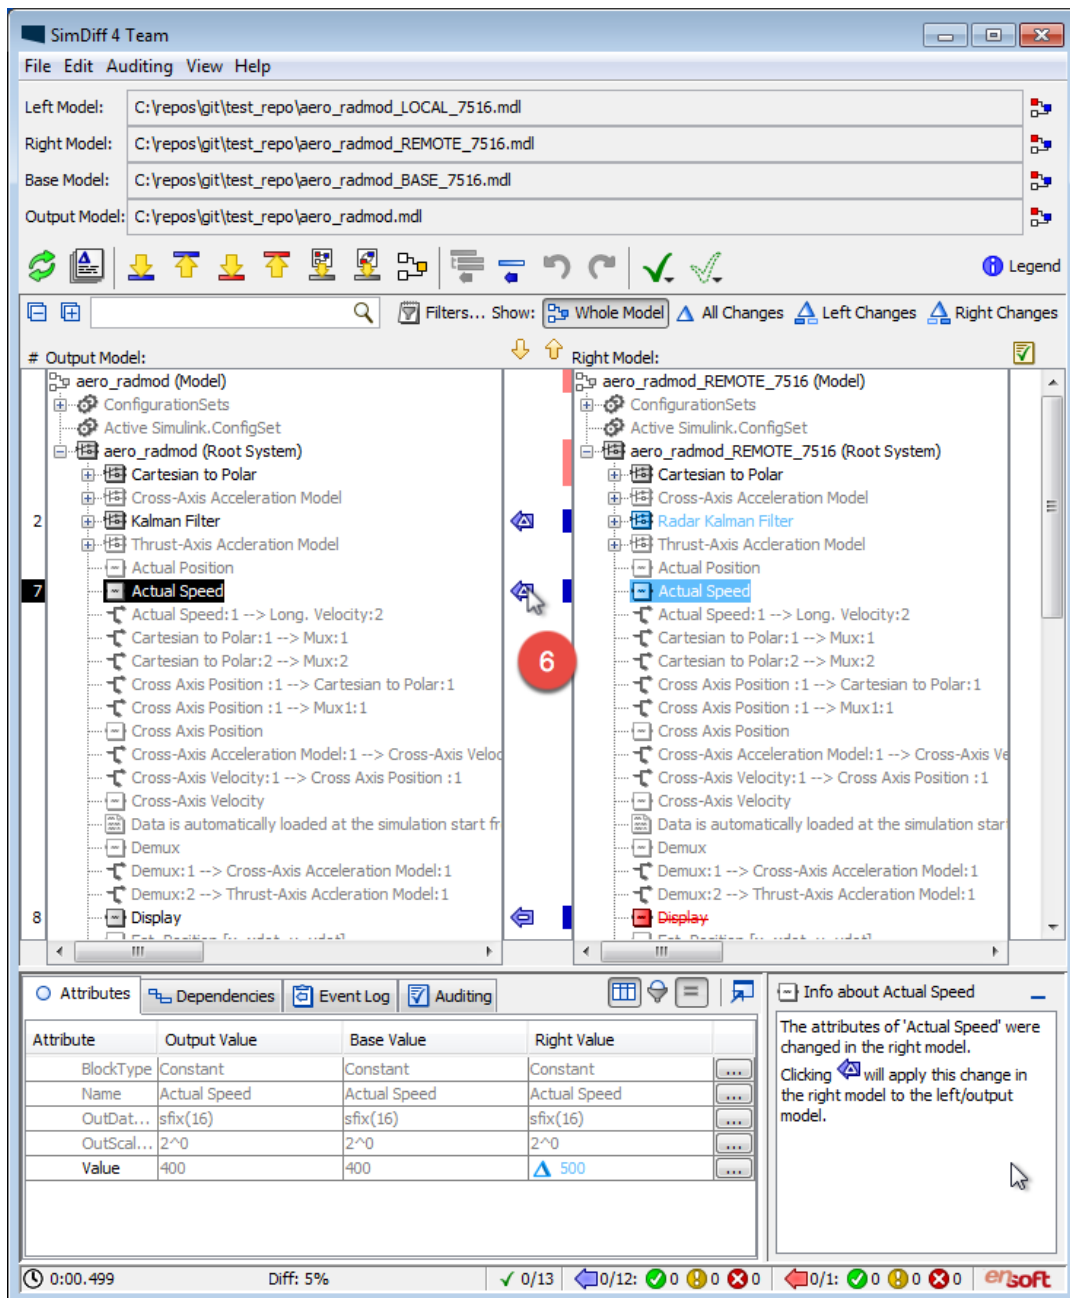 SimDiff 4 Team
File Edit Auditing View Help
Left Model: C:\repos\git\test_repo\aero_radmod_LOCAL_7516.mdl
Right Model: C:\repos\git\test_repo\aero_radmod_REMOTE_7516.mdl
Base Model: C:\repos\git\test_repo\aero_radmod_BASE_7516.mdl
Output Model: C:\repos\git\test_repo\aero_radmod.mdl
Legend
Filters... Show: Whole Model All Changes Left Changes Right Changes
# Output Model: Right Model:
aero_radmod (Model) aero_radmod_REMOTE_7516 (Model)
ConfigurationSets ConfigurationSets
Active Simulink.ConfigSet Active Simulink.ConfigSet
aero_radmod (Root System) aero_radmod_REMOTE_7516 (Root System)
Cartesian to Polar Cartesian to Polar
Cross-Axis Acceleration Model Cross-Axis Acceleration Model
2 Kalman Filter Radar Kalman Filter
Thrust-Axis Accleration Model Thrust-Axis Accleration Model
Actual Position Actual Position
7 Actual Speed Actual Speed
Actual Speed:1 --> Long. Velocity:2 Actual Speed:1 --> Long. Velocity:2
Cartesian to Polar:1 --> Mux:1 Cartesian to Polar:1 --> Mux:1
Cartesian to Polar:2 --> Mux:2 6 Cartesian to Polar:2 --> Mux:2
Cross Axis Position :1 --> Cartesian to Polar:1 Cross Axis Position :1 --> Cartesian to Polar:1
Cross Axis Position :1 --> Mux1:1 Cross Axis Position :1 --> Mux1:1
Cross Axis Position Cross Axis Position
Cross-Axis Acceleration Model:1 --> Cross-Axis Veloc Cross-Axis Acceleration Model:1 --> Cross-Axis Ve
Cross-Axis Velocity:1 --> Cross Axis Position :1 Cross-Axis Velocity:1 --> Cross Axis Position :1
Cross-Axis Velocity Cross-Axis Velocity
Data is automatically loaded at the simulation start fr Data is automatically loaded at the simulation star
Demux Demux
Demux:1 --> Cross-Axis Acceleration Model:1 Demux:1 --> Cross-Axis Acceleration Model:1
Demux:2 --> Thrust-Axis Accleration Model:1 Demux:2 --> Thrust-Axis Accleration Model:1
8 Display Display
Attributes Dependencies Event Log Auditing Info about Actual Speed
Attribute Output Value Base Value Right Value
BlockType Constant Constant Constant ...
Name Actual Speed Actual Speed Actual Speed ...
OutDat... sfix(16) sfix(16) sfix(16) ...
OutScal... 2^0 2^0 2^0 ...
Value 400 400 500 ...
The attributes of 'Actual Speed' were
changed in the right model.
Clicking will apply this change in
the right model to the left/output
model.
0:00.499 Diff: 5% 0/13 0/12: 0 0 0 0/1: 0 0 0 ensoft